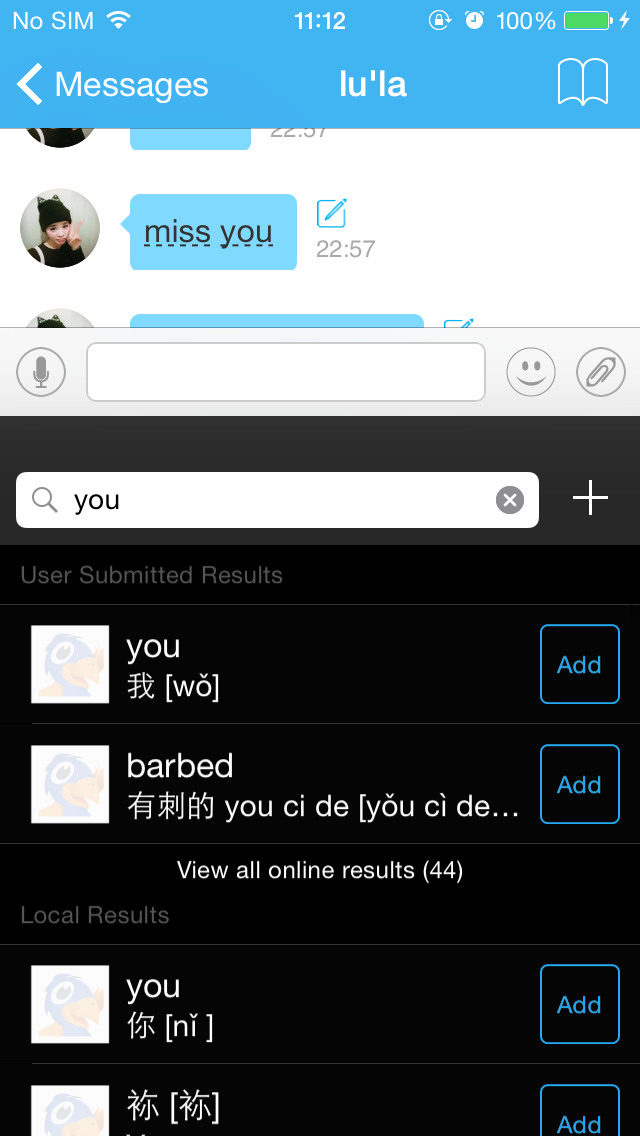 No SIM 11:12 100%
Messages lu'la
22:57
miss you
22:57
you
User Submitted Results
you
我 [wǒ]
Add
barbed
有刺的 you ci de [yǒu cì de...
Add
View all online results (44)
Local Results
you
你 [nǐ ]
Add
袮 [袮]
Add